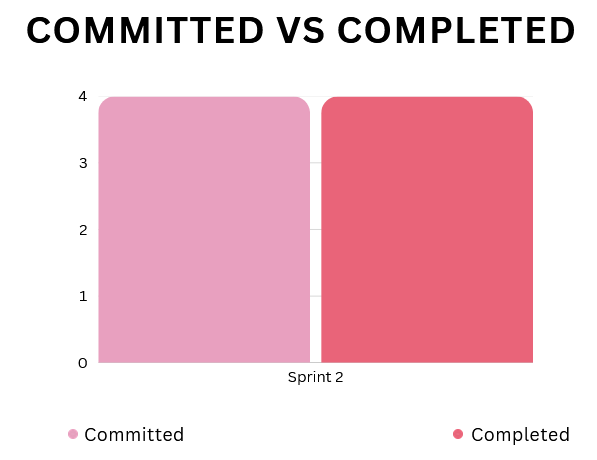 COMMITTED VS COMPLETED
4
3
2
1
0
Sprint 2
Committed
Completed